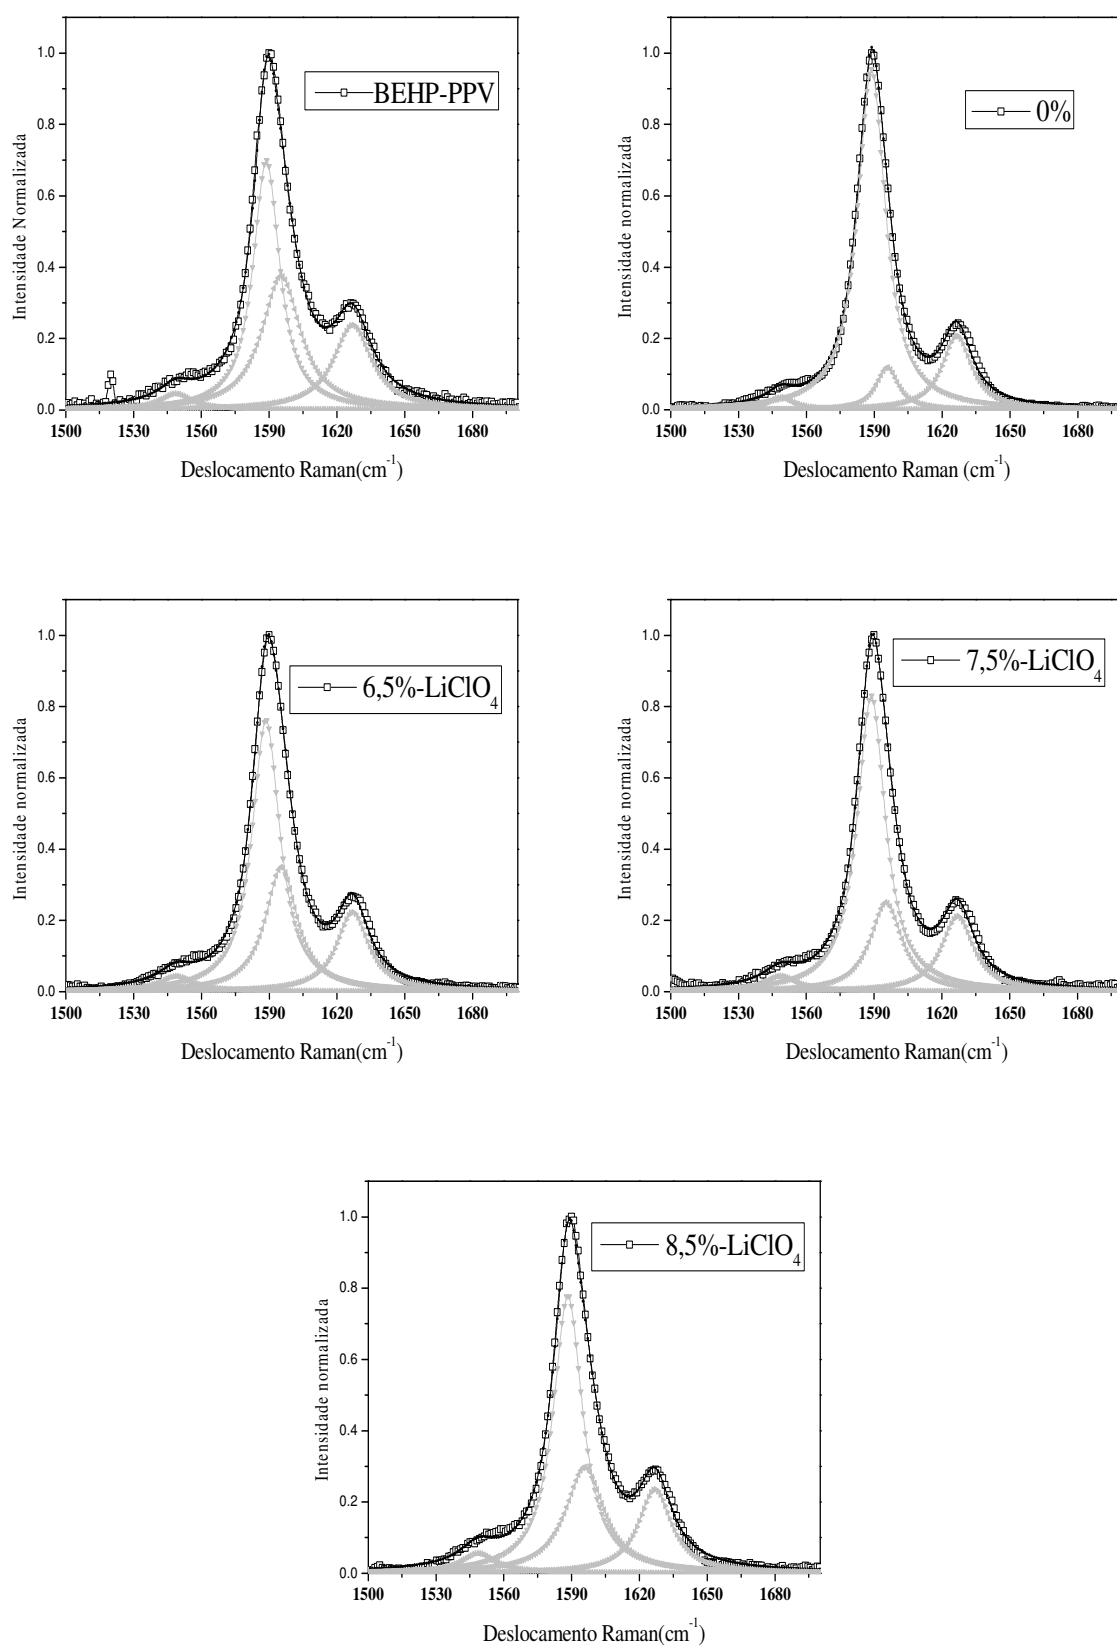 BEHP-PPV
Intensidade Normalizada
1.0
0.8
0.6
0.4
0.2
0.0
1500 1530 1560 1590 1620 1650 1680
Deslocamento Raman(cm-1)
0%
Intensidade normalizada
1.0
0.8
0.6
0.4
0.2
0.0
1500 1530 1560 1590 1620 1650 1680
Deslocamento Raman (cm-1)
6,5%-LiClO4
Intensidade normalizada
1.0
0.8
0.6
0.4
0.2
0.0
1500 1530 1560 1590 1620 1650 1680
Deslocamento Raman(cm-1)
7,5%-LiClO4
Intensidade normalizada
1.0
0.8
0.6
0.4
0.2
0.0
1500 1530 1560 1590 1620 1650 1680
Deslocamento Raman(cm-1)
8,5%-LiClO4
Intensidade normalizada
1.0
0.8
0.6
0.4
0.2
0.0
1500 1530 1560 1590 1620 1650 1680
Deslocamento Raman(cm-1)